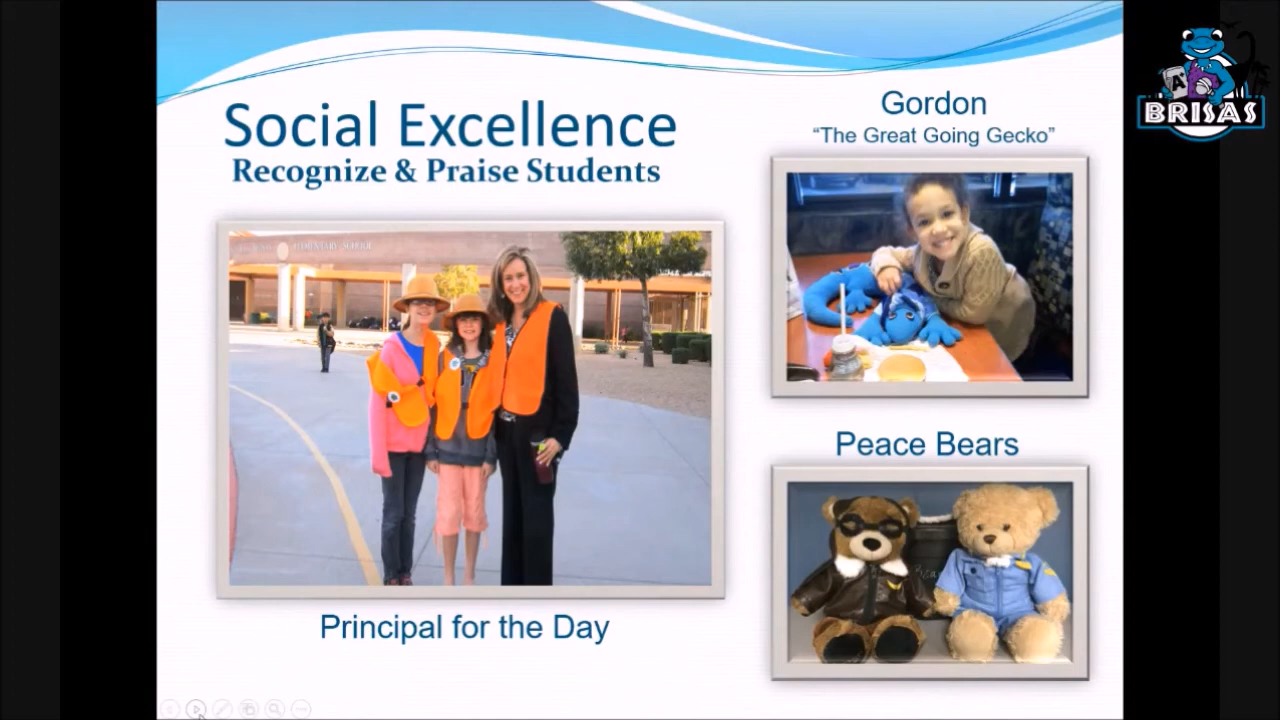 Social Excellence
Recognize & Praise Students
Principal for the Day
Gordon
“The Great Going Gecko”
Peace Bears
A
BRISAS